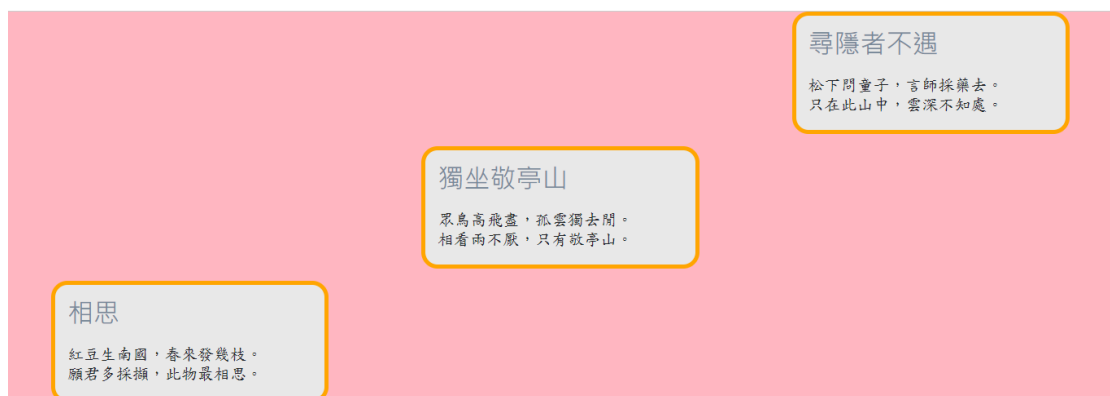 尋隱者不遇
松下問童子，言師採藥去。
只在此山中，雲深不知處。
獨坐敬亭山
眾鳥高飛盡，孤雲獨去閒。
相看兩不厭，只有敬亭山。
相思
紅豆生南國，春來發幾枝。
願君多採擷，此物最相思。